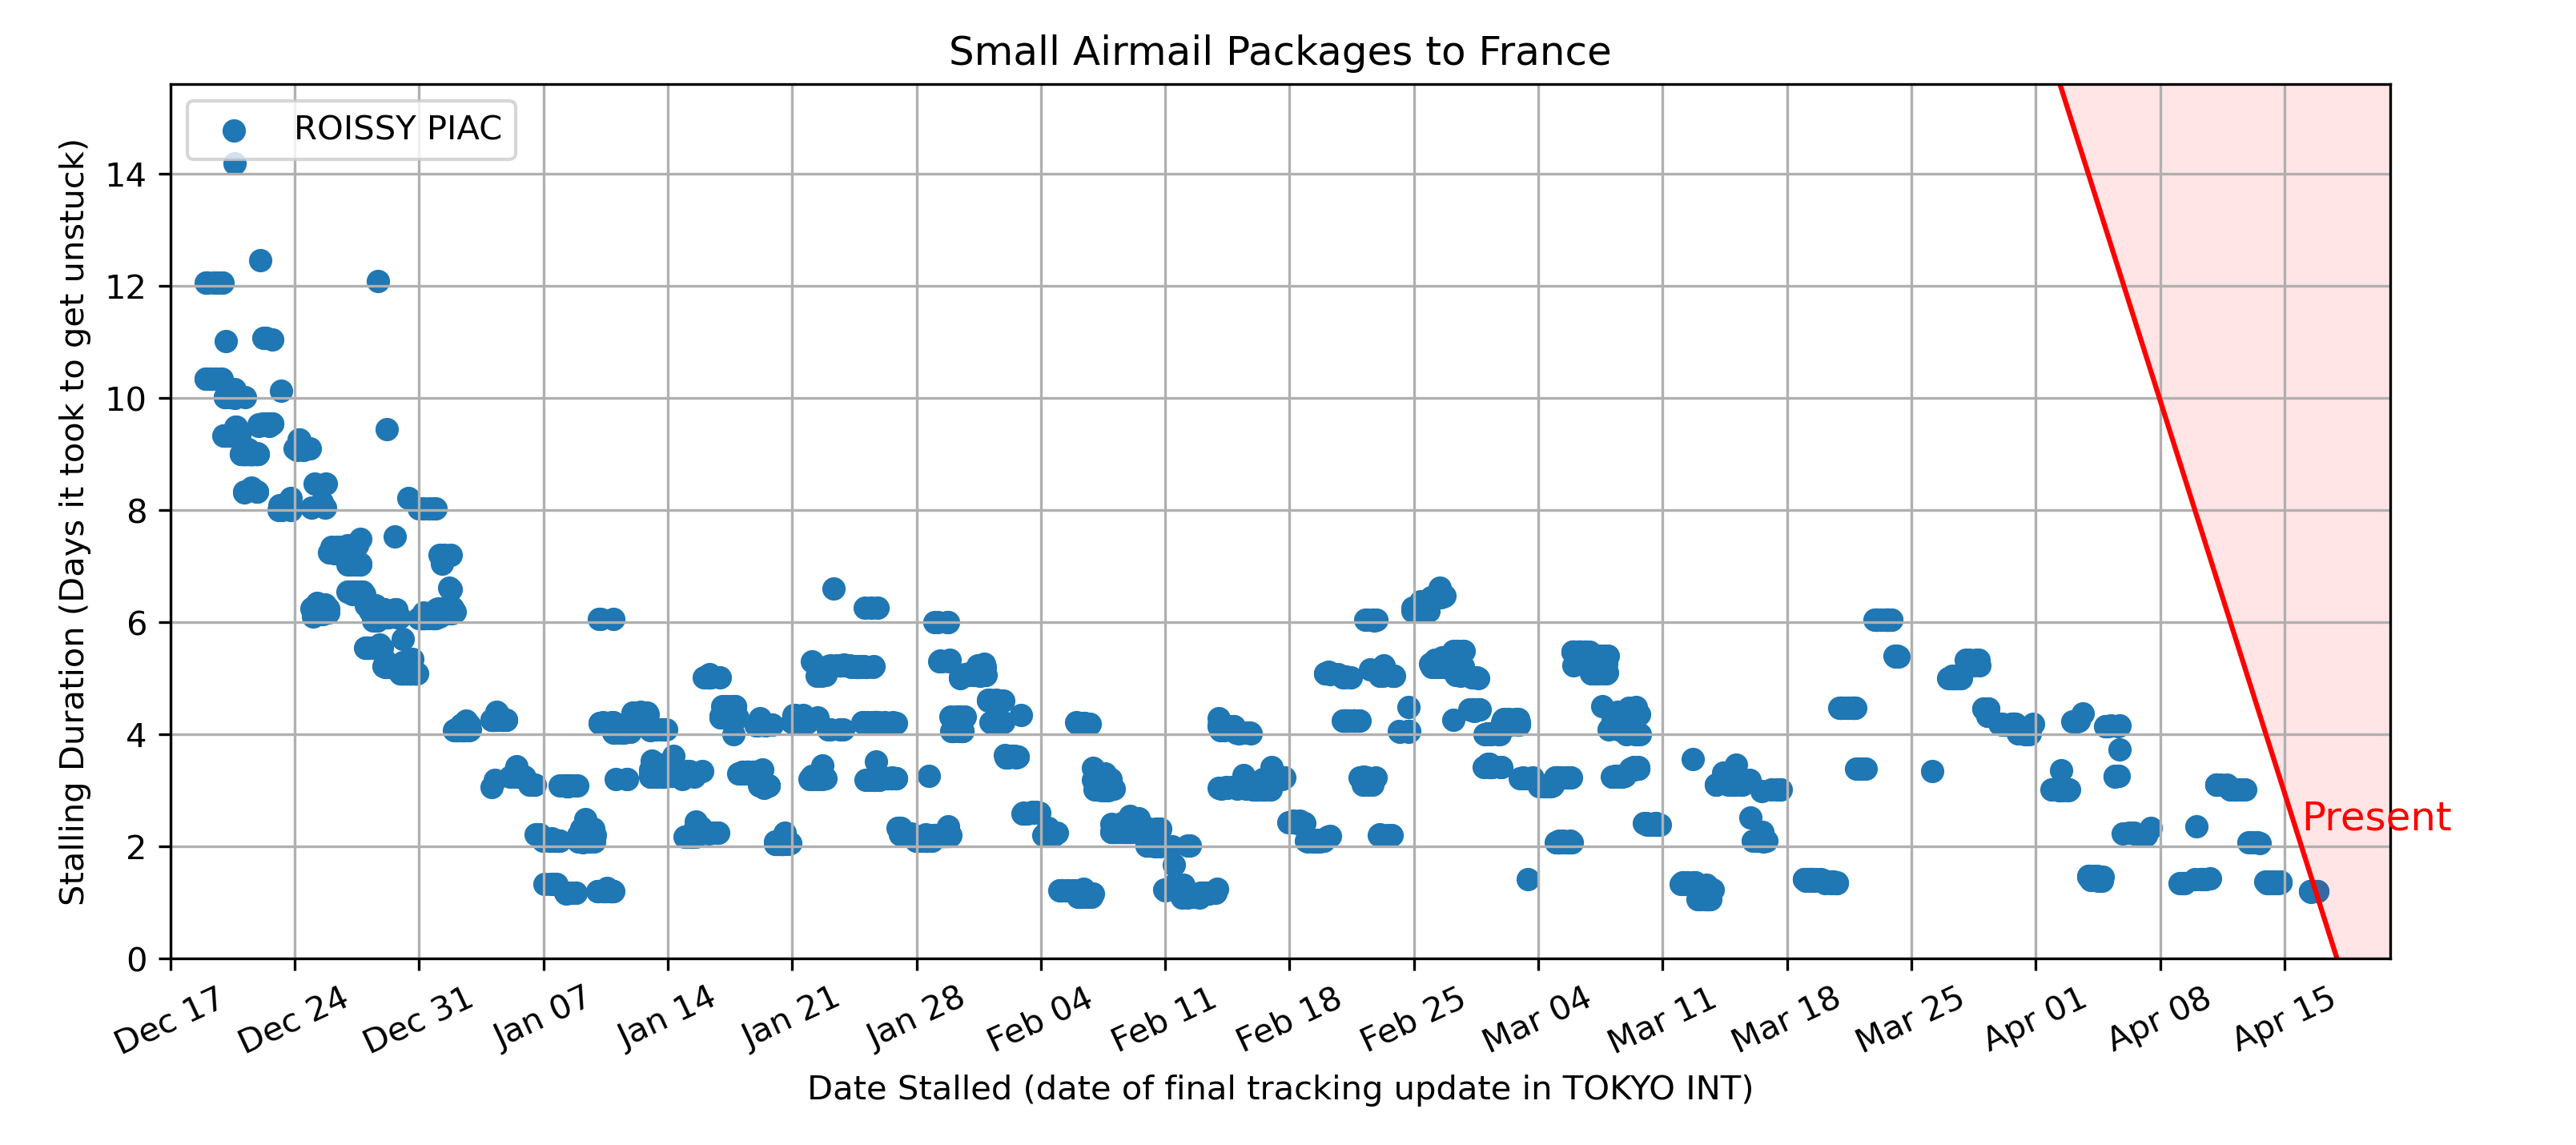 Small Airmail Packages to France
ROISSY PIAC
Stalling Duration (Days it took to get unstuck)
14
12
10
8
6
4
2
0
Present
Dec 17
Dec 24
Dec 31
Jan 07
Jan 14
Jan 21
Jan 28
Feb 04
Feb 11
Feb 18
Feb 25
Mar 04
Mar 11
Mar 18
Mar 25
Apr 01
Apr 08
Apr 15
Date Stalled (date of final tracking update in TOKYO INT)